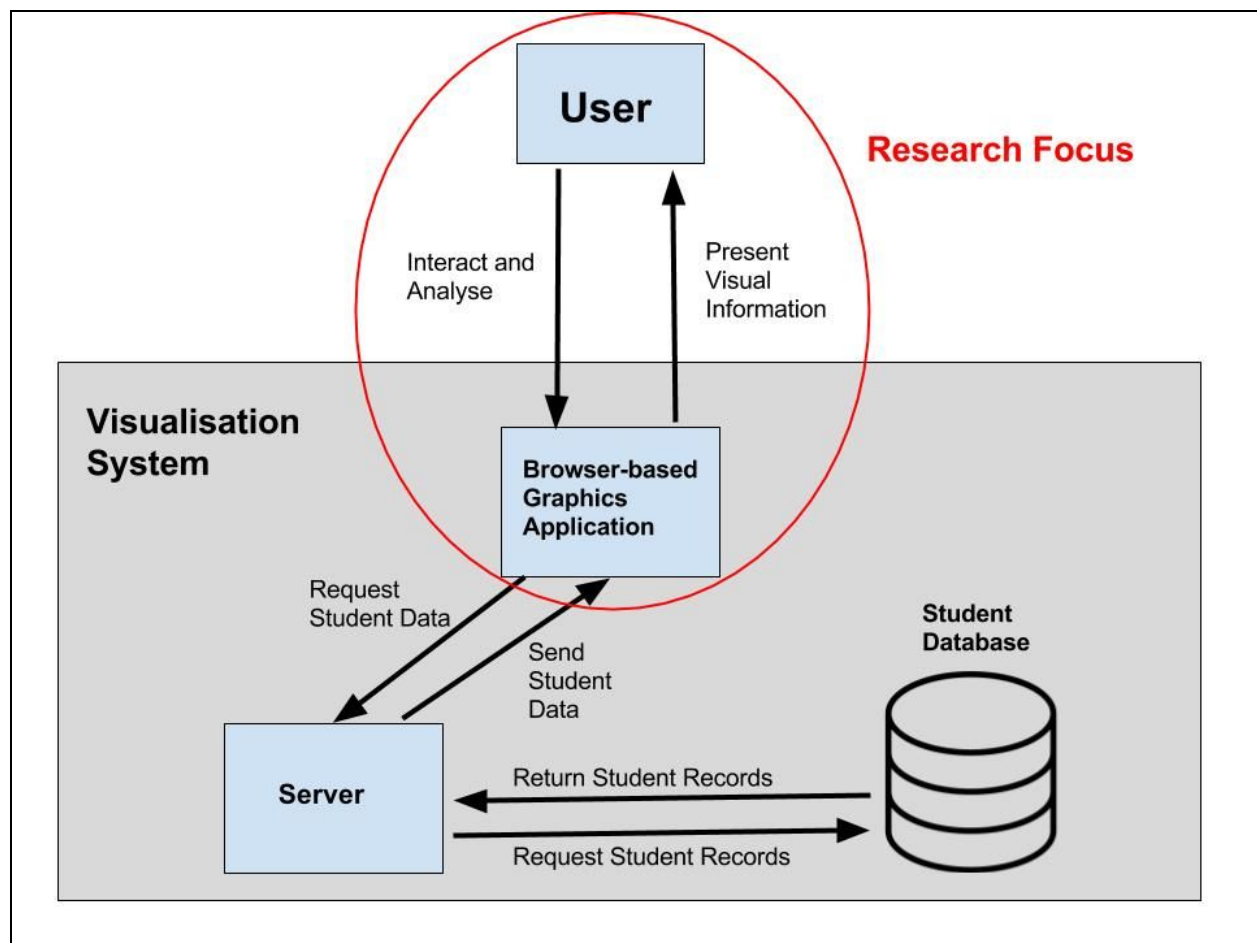 User
Research Focus
Interact and
Analyse
Present
Visual
Information
Visualisation
System
Browser-based
Graphics
Application
Request
Student Data
Send
Student
Data
Student
Database
Server
Return Student Records
Request Student Records